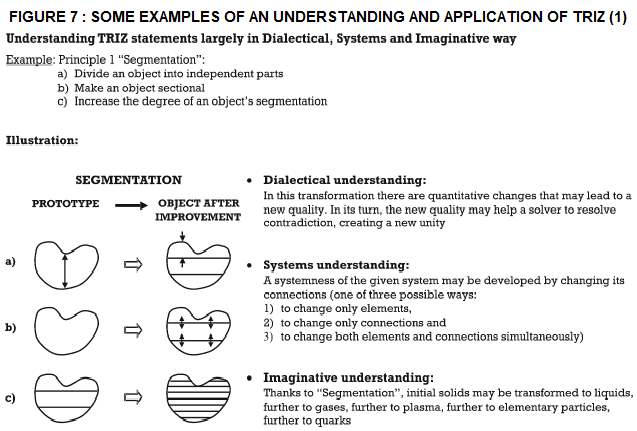 FIGURE 7 : SOME EXAMPLES OF AN UNDERSTANDING AND APPLICATION OF TRIZ (1)
Understanding TRIZ statements largely in Dialectical, Systems and Imaginative way
Example: Principle 1 “Segmentation”:
a) Divide an object into independent parts
b) Make an object sectional
c) Increase the degree of an object’s segmentation
Illustration:
SEGMENTATION
PROTOTYPE
OBJECT AFTER
IMPROVEMENT
a)
b)
c)
• Dialectical understanding:
In this transformation there are quantitative changes that may lead to a
new quality. In its turn, the new quality may help a solver to resolve
contradiction, creating a new unity
• Systems understanding:
A systemness of the given system may be developed by changing its
connections (one of three possible ways:
1) to change only elements,
2) to change only connections and
3) to change both elements and connections simultaneously)
• Imaginative understanding:
Thanks to “Segmentation”, initial solids may be transformed to liquids,
further to gases, further to plasma, further to elementary particles,
further to quarks